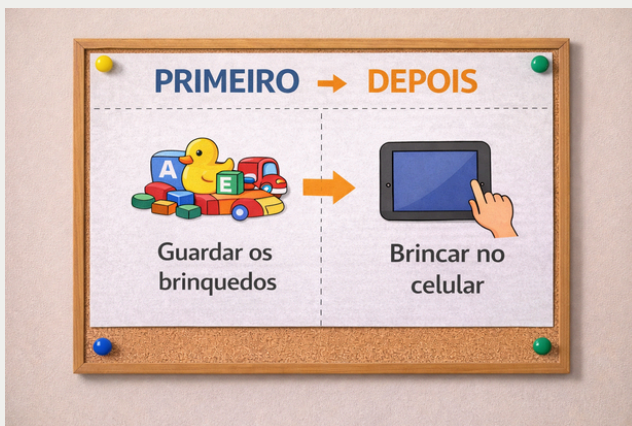 PRIMEIRO → DEPOIS
A
E
Guardar os
brinquedos
Brincar no
celular